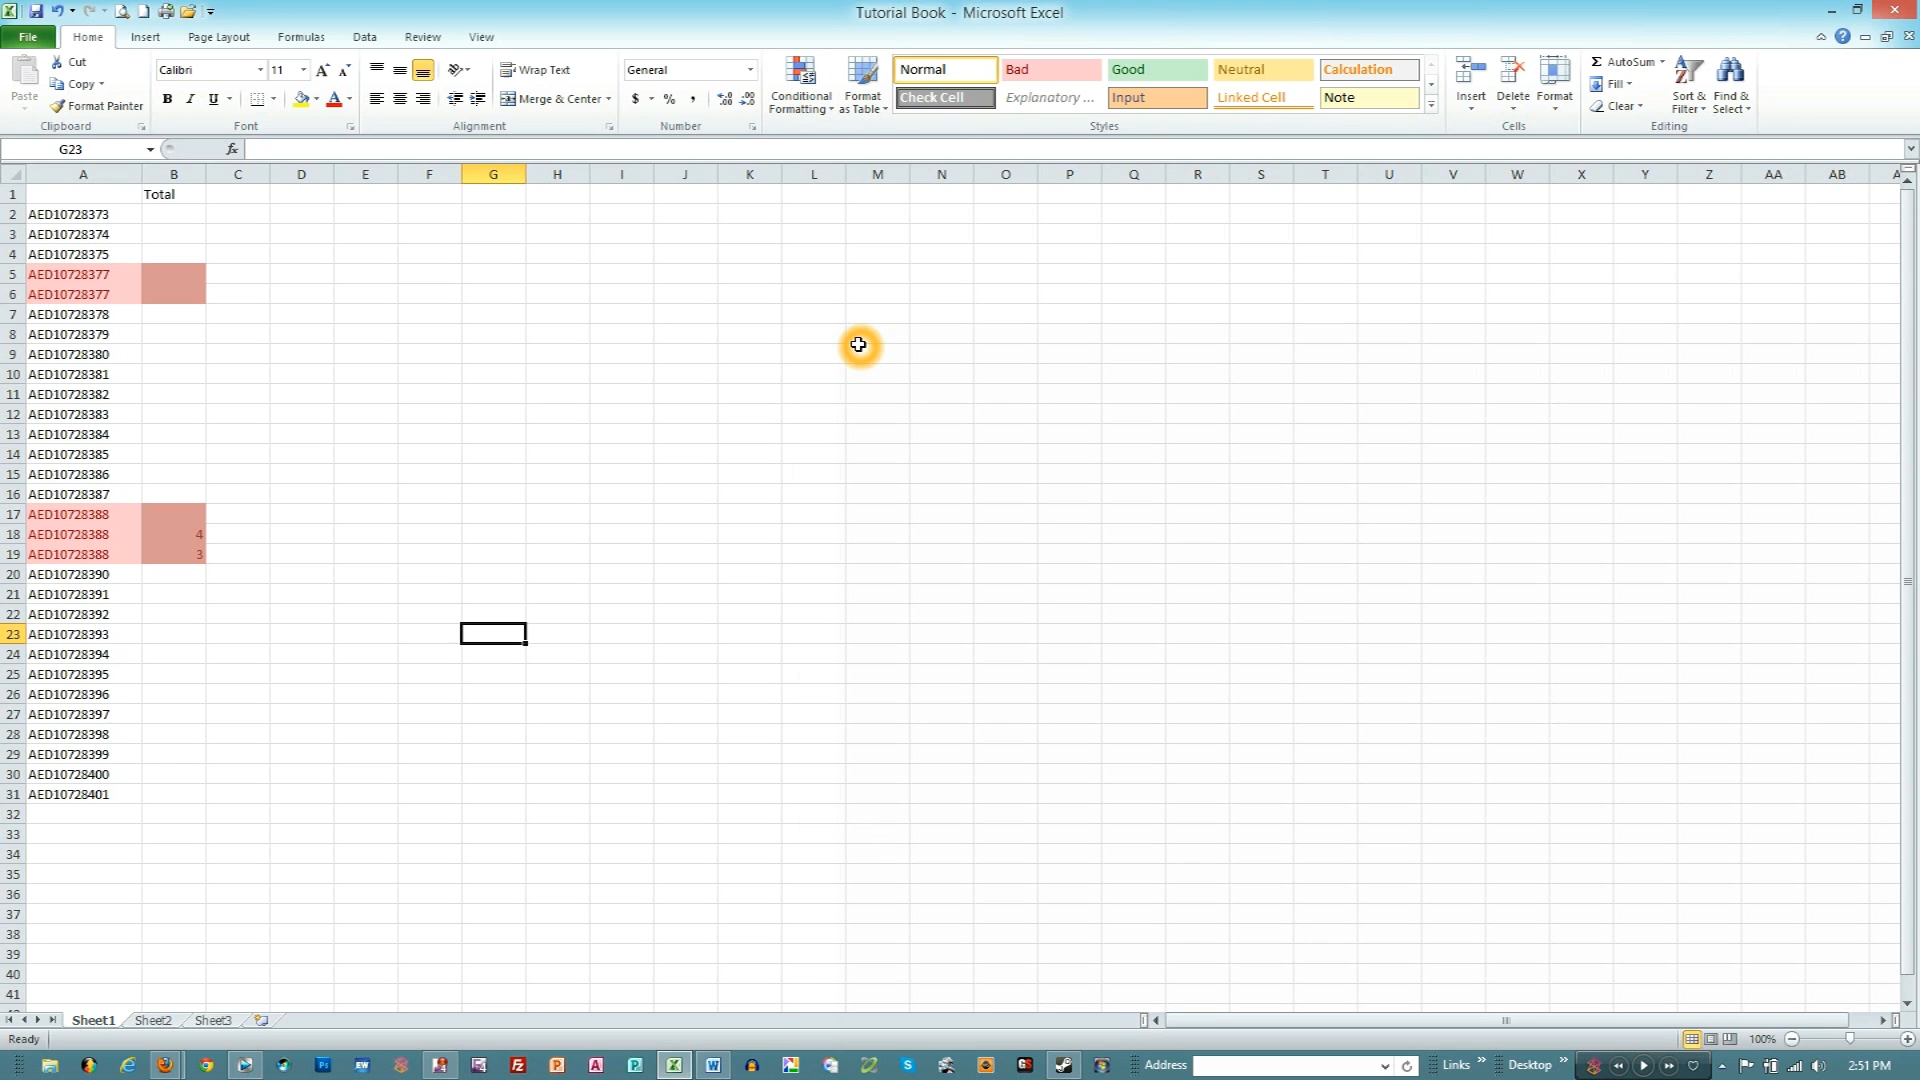 Tutorial Book - Microsoft Excel
File Home Insert Page Layout Formulas Data Review View
Paste Cut Copy Format Painter Clipboard
Calibri 11 B I U Font
Wrap Text Merge & Center Alignment
General $ % , Number
Conditional Formatting Format as Table
Normal Bad Good Neutral Calculation
Check Cell Explanatory ... Input Linked Cell Note
Styles
Insert Delete Format Cells
Σ AutoSum Fill Clear Sort & Filter Find & Select Editing
G23 fx
A B C D E F G H I J K L M N O P Q R S T U V W X Y Z AA AB A
1 Total
2 AED10728373
3 AED10728374
4 AED10728375
5 AED10728377
6 AED10728377
7 AED10728378
8 AED10728379
9 AED10728380
10 AED10728381
11 AED10728382
12 AED10728383
13 AED10728384
14 AED10728385
15 AED10728386
16 AED10728387
17 AED10728388
18 AED10728388 4
19 AED10728388 3
20 AED10728390
21 AED10728391
22 AED10728392
23 AED10728393
24 AED10728394
25 AED10728395
26 AED10728396
27 AED10728397
28 AED10728398
29 AED10728399
30 AED10728400
31 AED10728401
32
33
34
35
36
37
38
39
40
41
Sheet1 Sheet2 Sheet3
Ready 100%
Address Links Desktop 2:51 PM